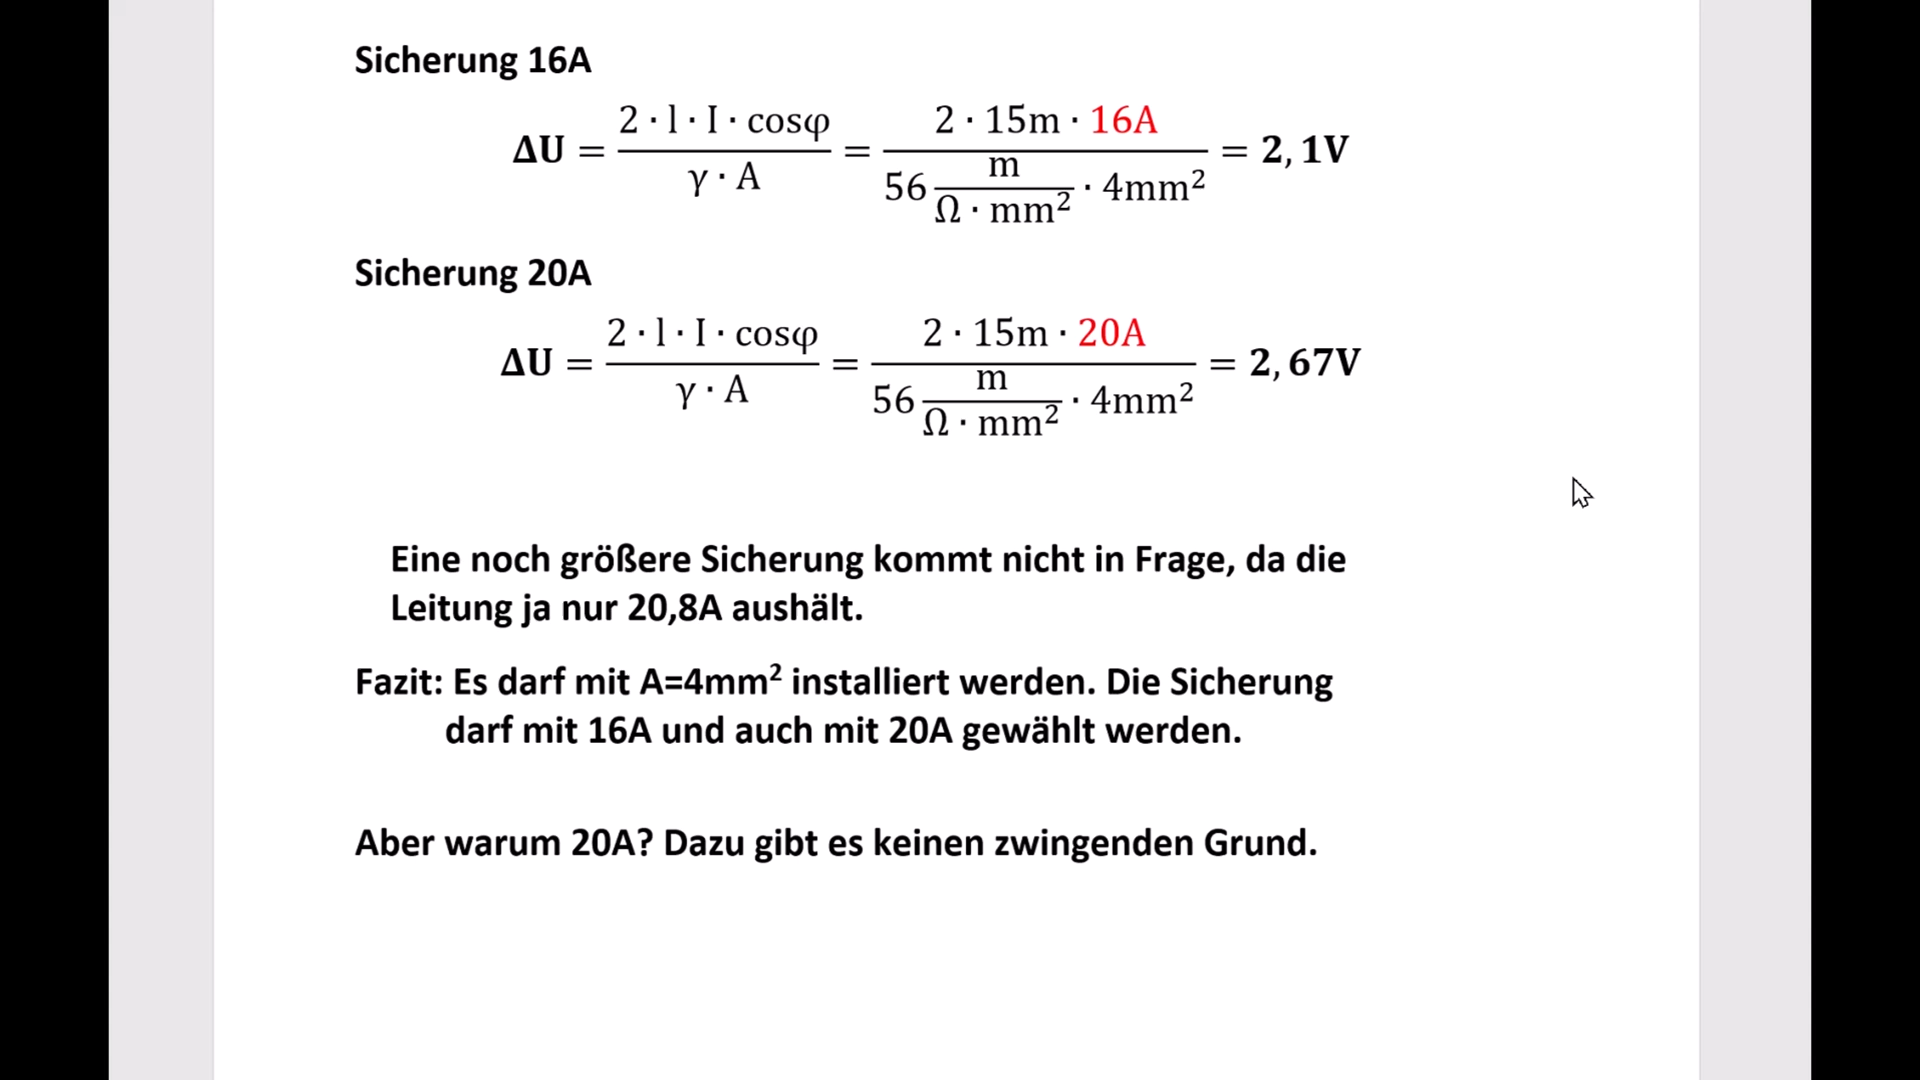 Sicherung 16A
ΔU = (2 · l · I · cosφ) / (γ · A) = (2 · 15m · 16A) / (56 m/(Ω · mm²) · 4mm²) = 2,1V
Sicherung 20A
ΔU = (2 · l · I · cosφ) / (γ · A) = (2 · 15m · 20A) / (56 m/(Ω · mm²) · 4mm²) = 2,67V
Eine noch größere Sicherung kommt nicht in Frage, da die
Leitung ja nur 20,8A aushält.
Fazit: Es darf mit A=4mm² installiert werden. Die Sicherung
darf mit 16A und auch mit 20A gewählt werden.
Aber warum 20A? Dazu gibt es keinen zwingenden Grund.